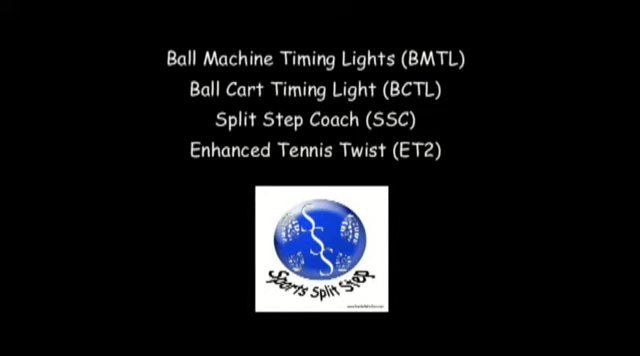 Ball Machine Timing Lights (BMTL)
Ball Cart Timing Light (BCTL)
Split Step Coach (SSC)
Enhanced Tennis Twist (ET2)
SSS
Sports Split Step